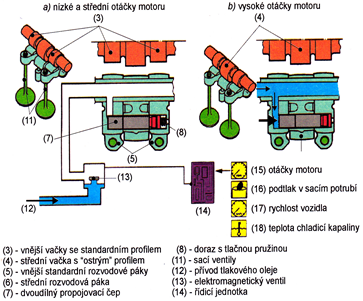 a) nízké a střední otáčky motoru
b) vysoké otáčky motoru
(3)
(4)
(11)
(7)
(8)
(5)
(6)
(13)
(12)
(14)
(15) otáčky motoru
(16) podtlak v sacím potrubí
(17) rychlost vozidla
(18) teplota chladicí kapaliny
(3) - vnější vačky se standardním profilem
(4) - střední vačka s "ostrým" profilem
(5) - vnější standardní rozvodové páky
(6) - střední rozvodová páka
(7) - dvoudílný propojovací čep
(8) - doraz s tlačnou pružinou
(11) - sací ventily
(12) - přívod tlakového oleje
(13) - elektromagnetický ventil
(14) - řídicí jednotka